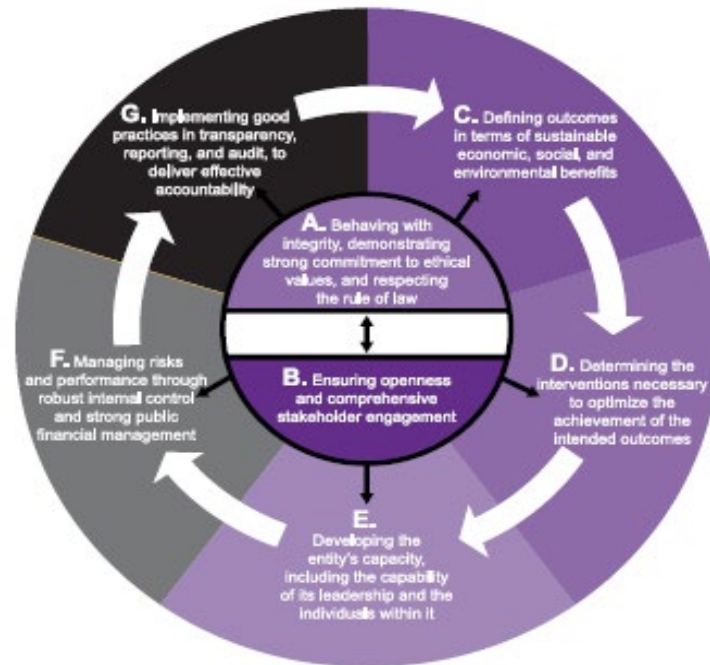 A. Behaving with
integrity, demonstrating
strong commitment to ethical
values, and respecting
the rule of law
B. Ensuring openness
and comprehensive
stakeholder engagement
C. Defining outcomes
in terms of sustainable
economic, social, and
environmental benefits
D. Determining the
interventions necessary
to optimize the
achievement of the
intended outcomes
E.
Developing the
entity's capacity,
including the capability
of its leadership and the
individuals within it
F. Managing risks
and performance through
robust internal control
and strong public
financial management
G. Implementing good
practices in transparency,
reporting, and audit, to
deliver effective
accountability